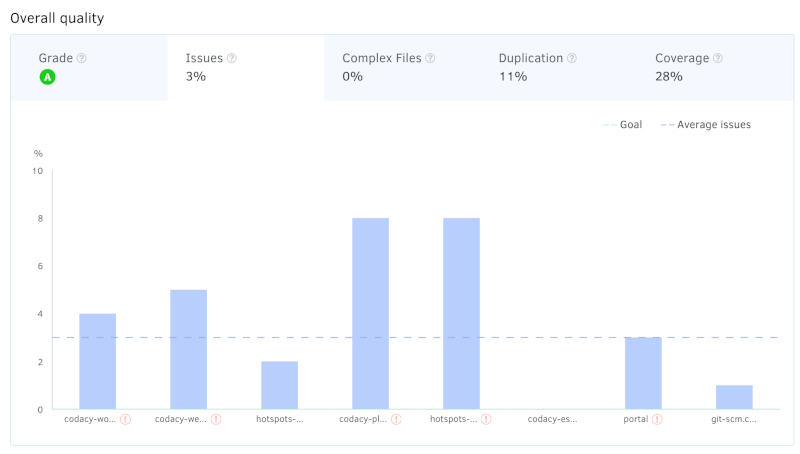 Overall quality
Grade ? Issues ? Complex Files ? Duplication ? Coverage ?
A 3% 0% 11% 28%
Goal Average issues
%
10
8
6
4
2
0
codacy-wo... ! codacy-we... ! hotspots-... codacy-pl... ! hotspots-... ! codacy-es... portal ! git-scm.c...